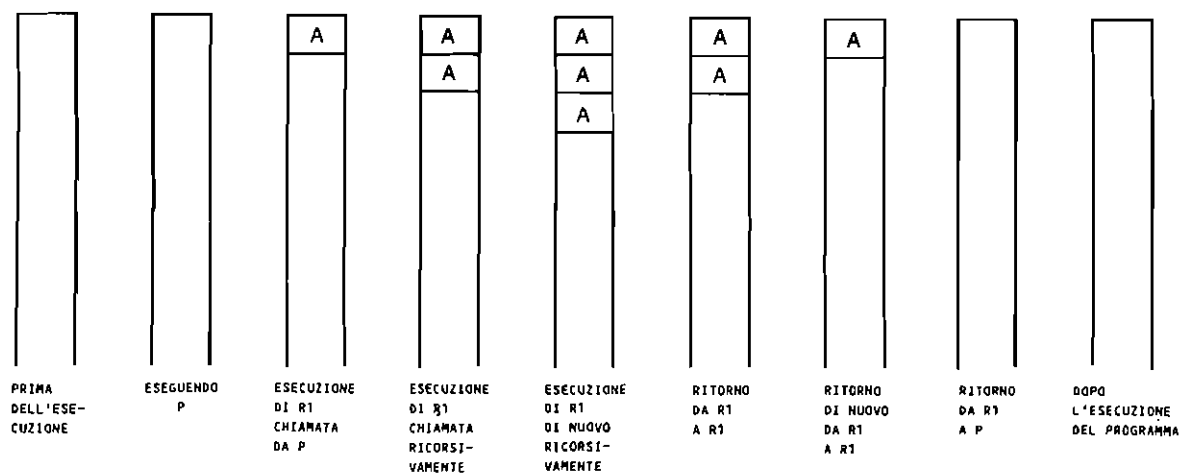 A
A
A
A
A
A
A
A
A
PRIMA
DELL'ESE-
CUZIONE
ESEGUENDO
P
ESECUZIONE
DI R1
CHIAMATA
DA P
ESECUZIONE
DI R1
CHIAMATA
RICORSI-
VAMENTE
ESECUZIONE
DI R1
DI NUOVO
RICORSI-
VAMENTE
RITORNO
DA R1
A R1
RITORNO
DI NUOVO
DA R1
A R1
RITORNO
DA R1
A P
DOPO
L'ESECUZIONE
DEL PROGRAMMA